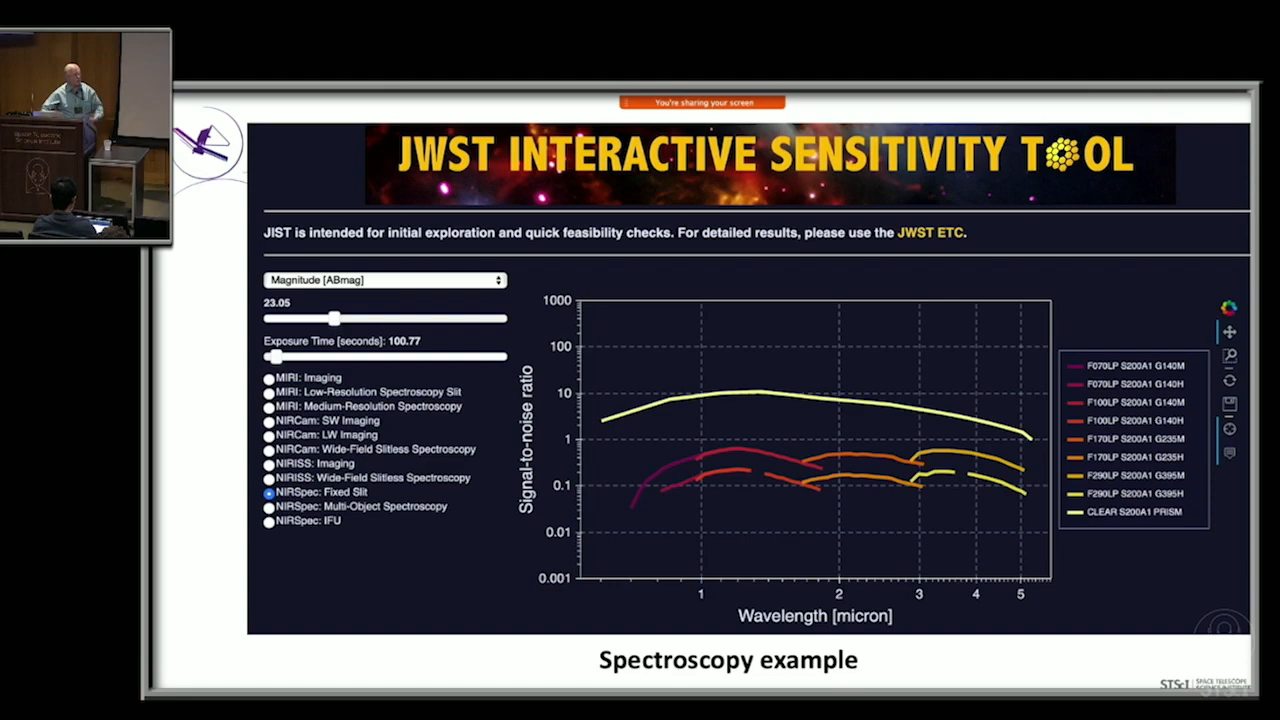 You're sharing your screen
JWST INTERACTIVE SENSITIVITY TOOL
JIST is intended for initial exploration and quick feasibility checks. For detailed results, please use the JWST ETC.
Magnitude [ABmag]
23.05
Exposure Time [seconds]: 100.77
MIRI: Imaging
MIRI: Low-Resolution Spectroscopy Slit
MIRI: Medium-Resolution Spectroscopy
NIRCam: SW Imaging
NIRCam: LW Imaging
NIRCam: Wide-Field Slitless Spectroscopy
NIRISS: Imaging
NIRISS: Wide-Field Slitless Spectroscopy
NIRSpec: Fixed Slit
NIRSpec: Multi-Object Spectroscopy
NIRSpec: IFU
Signal-to-noise ratio
1000
100
10
1
0.1
0.01
0.001
1 2 3 4 5
Wavelength [micron]
F070LP S200A1 G140M
F070LP S200A1 G140H
F100LP S200A1 G140M
F100LP S200A1 G140H
F170LP S200A1 G235M
F170LP S200A1 G235H
F290LP S200A1 G395M
F290LP S200A1 G395H
CLEAR S200A1 PRISM
Spectroscopy example
STScI | SPACE TELESCOPE
SCIENCE INSTITUTE